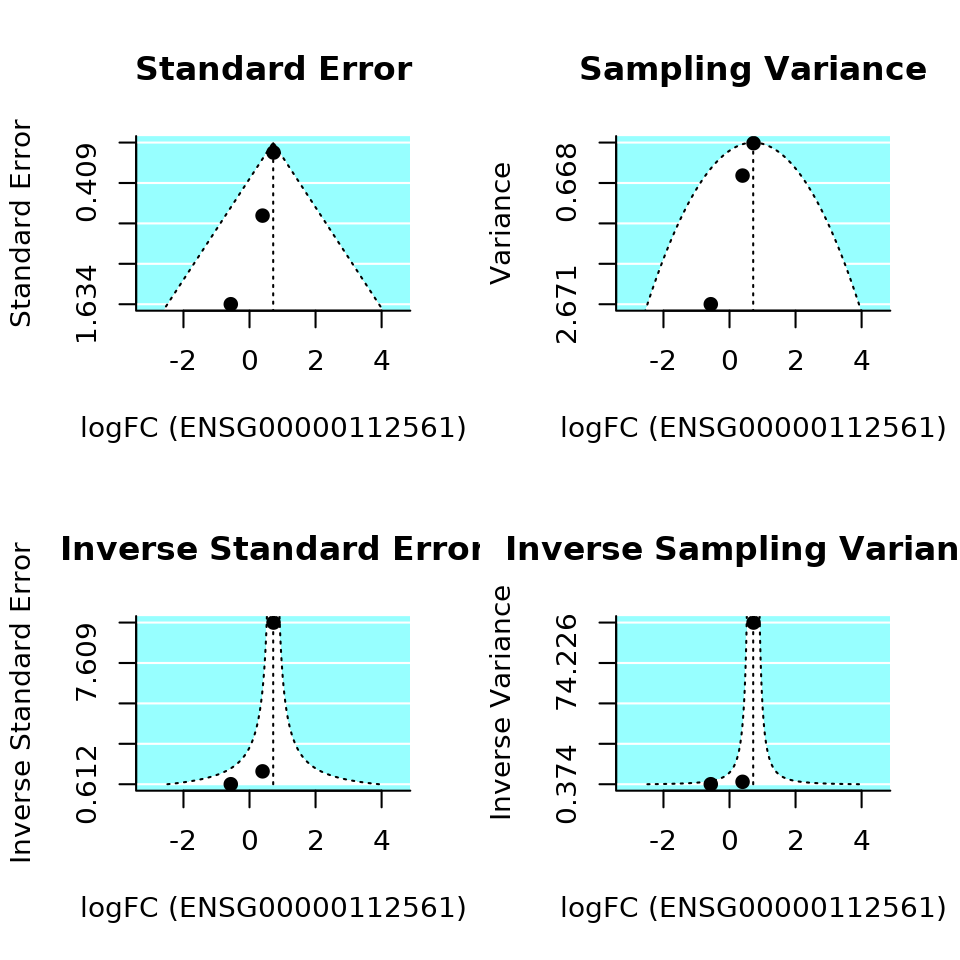 Standard Error
Standard Error
0.409
1.634
-2 0 2 4
logFC (ENSG00000112561)
Sampling Variance
Variance
0.668
2.671
-2 0 2 4
logFC (ENSG00000112561)
Inverse Standard Error
Inverse Standard Error
7.609
0.612
-2 0 2 4
logFC (ENSG00000112561)
Inverse Sampling Varian
Inverse Variance
74.226
0.374
-2 0 2 4
logFC (ENSG00000112561)